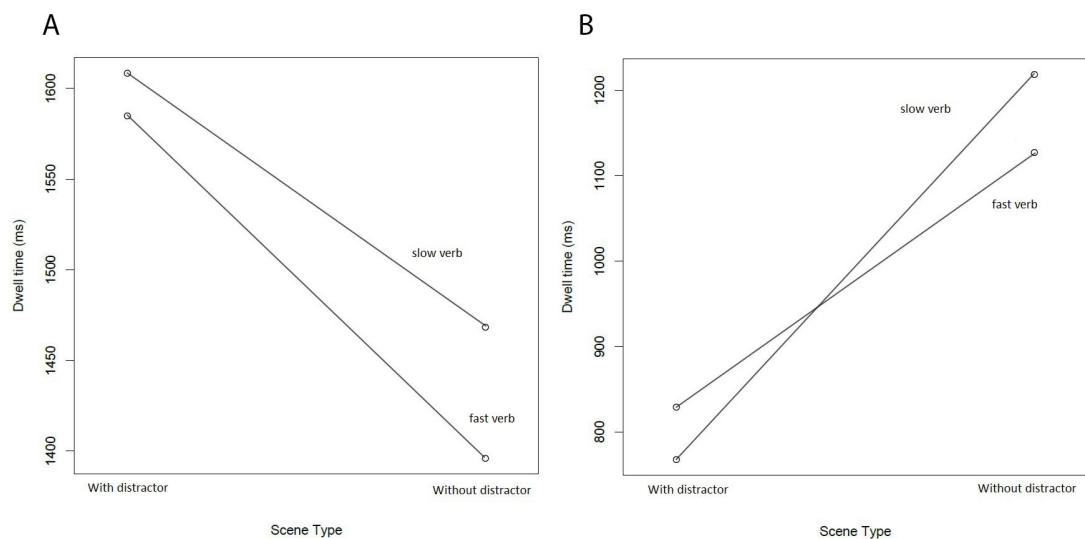 A
Dwell time (ms)
1600
1550
1500
1450
1400
slow verb
fast verb
With distractor
Without distractor
Scene Type
B
Dwell time (ms)
1200
1100
1000
900
800
slow verb
fast verb
With distractor
Without distractor
Scene Type